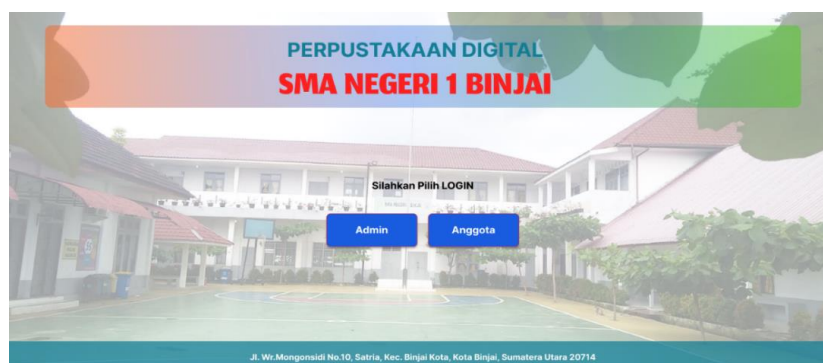 PERPUSTAKAAN DIGITAL
SMA NEGERI 1 BINJAI
Silahkan Pilih LOGIN
Admin
Anggota
Jl. Wr.Mongonsidi No.10, Satria, Kec. Binjai Kota, Kota Binjai, Sumatera Utara 20714